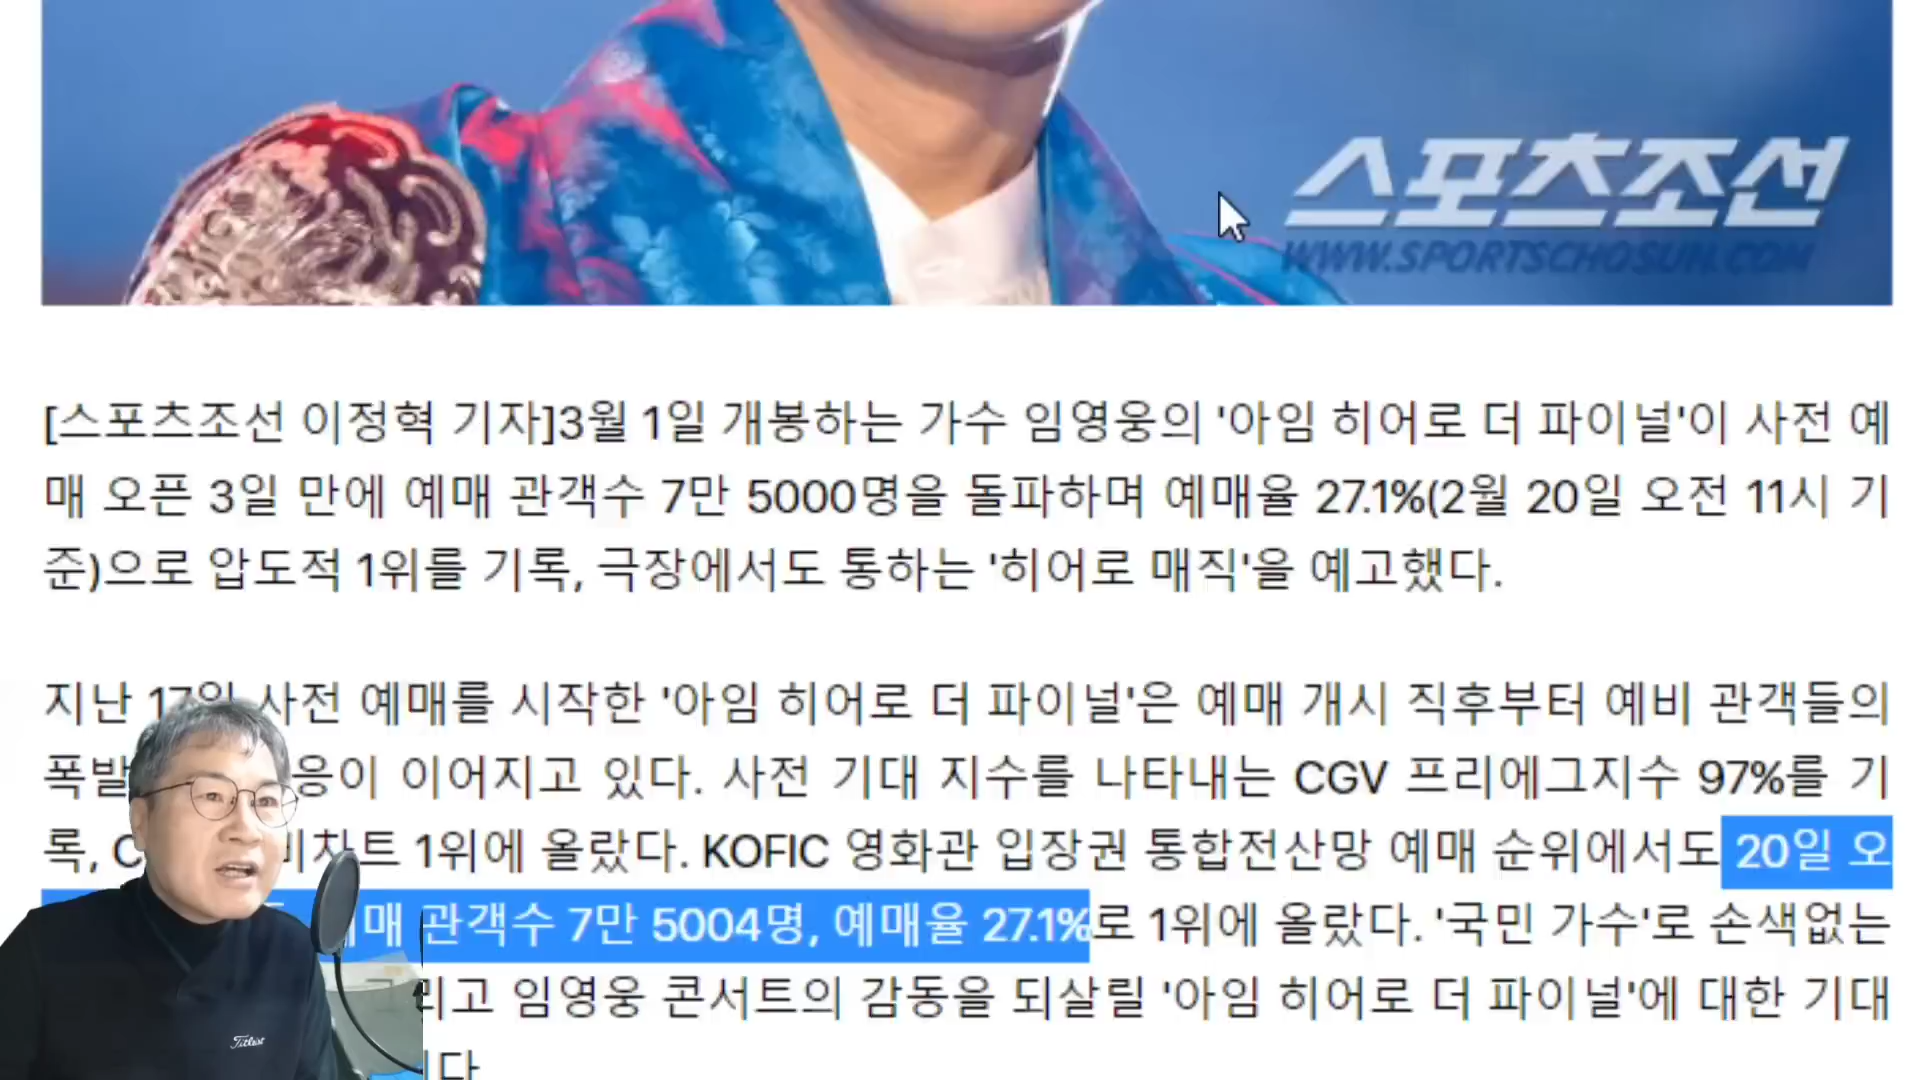 스포츠조선
WWW.SPORTSCHOSUN.COM
[스포츠조선 이정혁 기자]3월 1일 개봉하는 가수 임영웅의 '아임 히어로 더 파이널'이 사전 예
매 오픈 3일 만에 예매 관객수 7만 5000명을 돌파하며 예매율 27.1%(2월 20일 오전 11시 기
준)으로 압도적 1위를 기록, 극장에서도 통하는 '히어로 매직'을 예고했다.
지난 17일 사전 예매를 시작한 '아임 히어로 더 파이널'은 예매 개시 직후부터 예비 관객들의
폭발 응이 이어지고 있다. 사전 기대 지수를 나타내는 CGV 프리에그지수 97%를 기
록, C 비차트 1위에 올랐다. KOFIC 영화관 입장권 통합전산망 예매 순위에서도 20일 오
매 관객수 7만 5004명, 예매율 27.1%로 1위에 올랐다. '국민 가수'로 손색없는
리고 임영웅 콘서트의 감동을 되살릴 '아임 히어로 더 파이널'에 대한 기대
다
Titleist